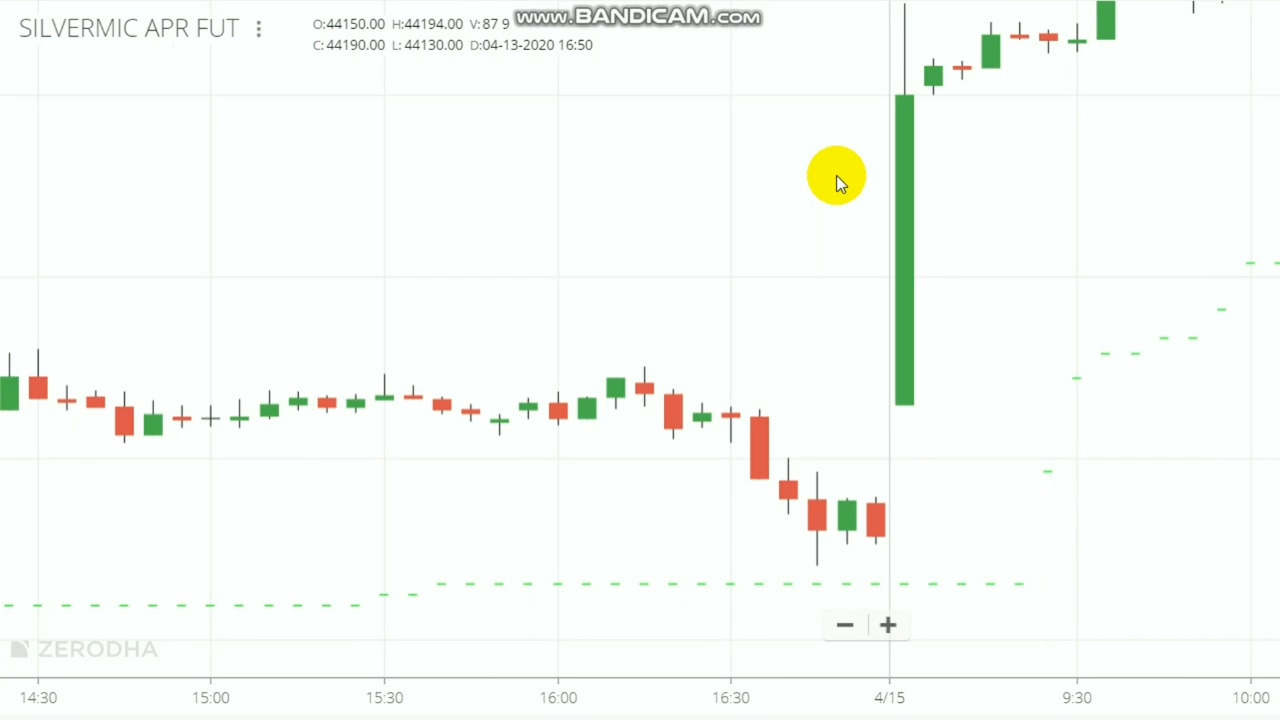 www.BANDICAM.com
SILVERMIC APR FUT
O:44150.00 H:44194.00 V:87 9
C:44190.00 L:44130.00 D:04-13-2020 16:50
ZERODHA
14:30 15:00 15:30 16:00 16:30 4/15 9:30 10:00